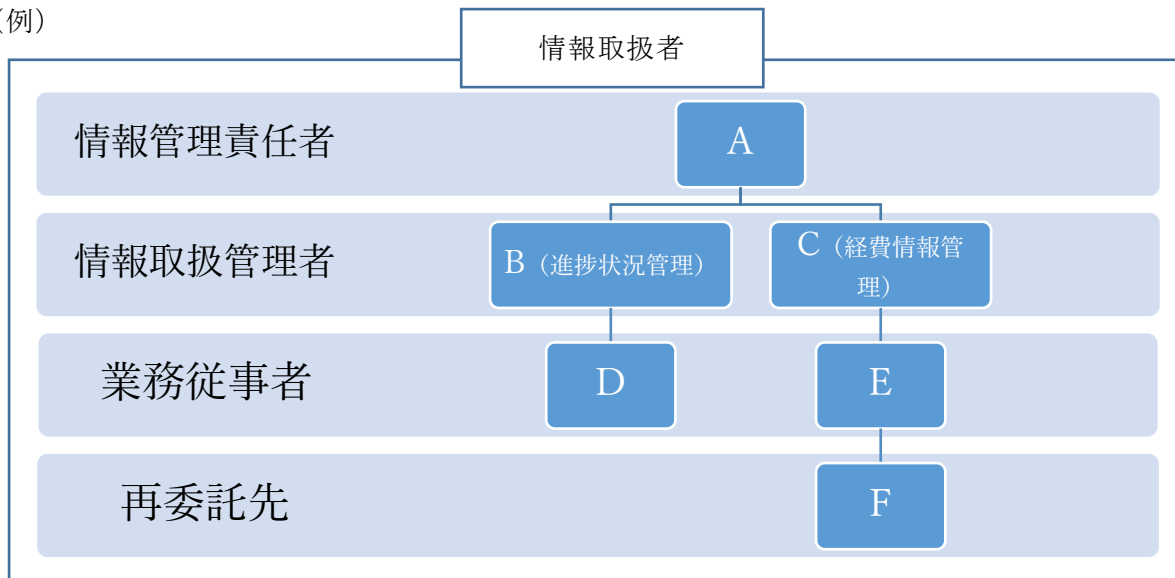 （例）
情報取扱者
情報管理責任者
A
情報取扱管理者
B（進捗状況管理）
C（経費情報管
理）
業務従事者
D
E
再委託先
F